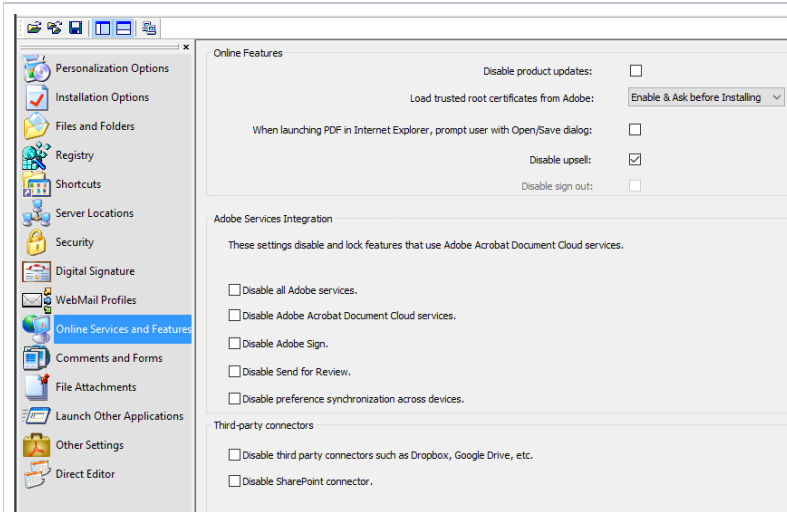 Personalization Options
Installation Options
Files and Folders
Registry
Shortcuts
Server Locations
Security
Digital Signature
WebMail Profiles
Online Services and Features
Comments and Forms
File Attachments
Launch Other Applications
Other Settings
Direct Editor
Online Features
Disable product updates:
Load trusted root certificates from Adobe: Enable & Ask before Installing
When launching PDF in Internet Explorer, prompt user with Open/Save dialog:
Disable upsell:
Disable sign out:
Adobe Services Integration
These settings disable and lock features that use Adobe Acrobat Document Cloud services.
Disable all Adobe services.
Disable Adobe Acrobat Document Cloud services.
Disable Adobe Sign.
Disable Send for Review.
Disable preference synchronization across devices.
Third-party connectors
Disable third party connectors such as Dropbox, Google Drive, etc.
Disable SharePoint connector.